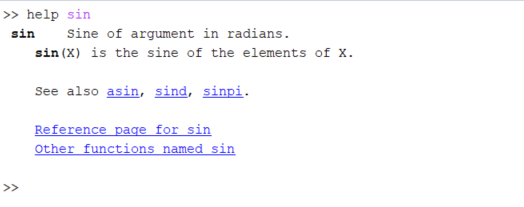 >> help sin
sin    Sine of argument in radians.
sin(X) is the sine of the elements of X.
See also asin, sind, sinpi.
Reference page for sin
Other functions named sin
>>